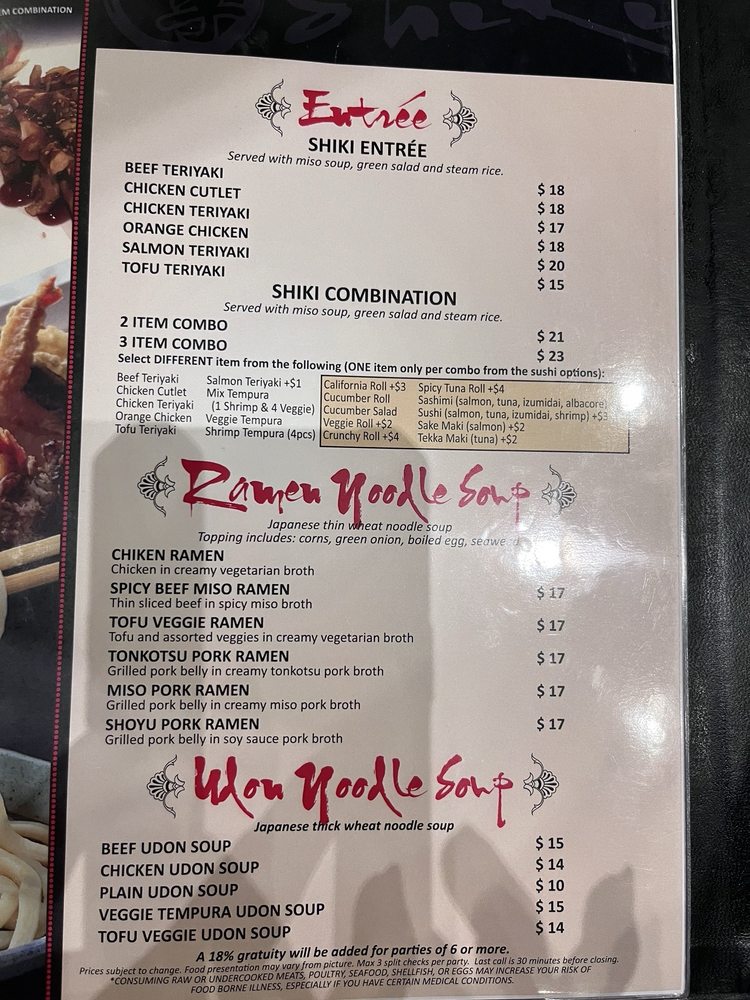 EM COMBINATION
Entrée
SHIKI ENTRÉE
Served with miso soup, green salad and steam rice.
BEEF TERIYAKI $ 18
CHICKEN CUTLET $ 18
CHICKEN TERIYAKI $ 17
ORANGE CHICKEN $ 18
SALMON TERIYAKI $ 20
TOFU TERIYAKI $ 15
SHIKI COMBINATION
Served with miso soup, green salad and steam rice.
2 ITEM COMBO $ 21
3 ITEM COMBO $ 23
Select DIFFERENT item from the following (ONE item only per combo from the sushi options):
Beef Teriyaki
Chicken Cutlet
Chicken Teriyaki
Orange Chicken
Tofu Teriyaki
Salmon Teriyaki +$1
Mix Tempura
(1 Shrimp & 4 Veggie)
Veggie Tempura
Shrimp Tempura (4pcs)
California Roll +$3
Cucumber Roll
Cucumber Salad
Veggie Roll +$2
Crunchy Roll +$4
Spicy Tuna Roll +$4
Sashimi (salmon, tuna, izumidai, albacore)
Sushi (salmon, tuna, izumidai, shrimp) +$3
Sake Maki (salmon) +$2
Tekka Maki (tuna) +$2
Ramen Noodle Soup
Japanese thin wheat noodle soup
Topping includes: corns, green onion, boiled egg, seaweed
CHIKEN RAMEN
Chicken in creamy vegetarian broth
SPICY BEEF MISO RAMEN $ 17
Thin sliced beef in spicy miso broth
TOFU VEGGIE RAMEN $ 17
Tofu and assorted veggies in creamy vegetarian broth
TONKOTSU PORK RAMEN $ 17
Grilled pork belly in creamy tonkotsu pork broth
MISO PORK RAMEN $ 17
Grilled pork belly in creamy miso pork broth
SHOYU PORK RAMEN $ 17
Grilled pork belly in soy sauce pork broth
Udon Noodle Soup
Japanese thick wheat noodle soup
BEEF UDON SOUP $ 15
CHICKEN UDON SOUP $ 14
PLAIN UDON SOUP $ 10
VEGGIE TEMPURA UDON SOUP $ 15
TOFU VEGGIE UDON SOUP $ 14
A 18% gratuity will be added for parties of 6 or more.
Prices subject to change. Food presentation may vary from picture. Max 3 split checks per party. Last call is 30 minutes before closing.
*CONSUMING RAW OR UNDERCOOKED MEATS, POULTRY, SEAFOOD, SHELLFISH, OR EGGS MAY INCREASE YOUR RISK OF
FOOD BORNE ILLNESS, ESPECIALLY IF YOU HAVE CERTAIN MEDICAL CONDITIONS.